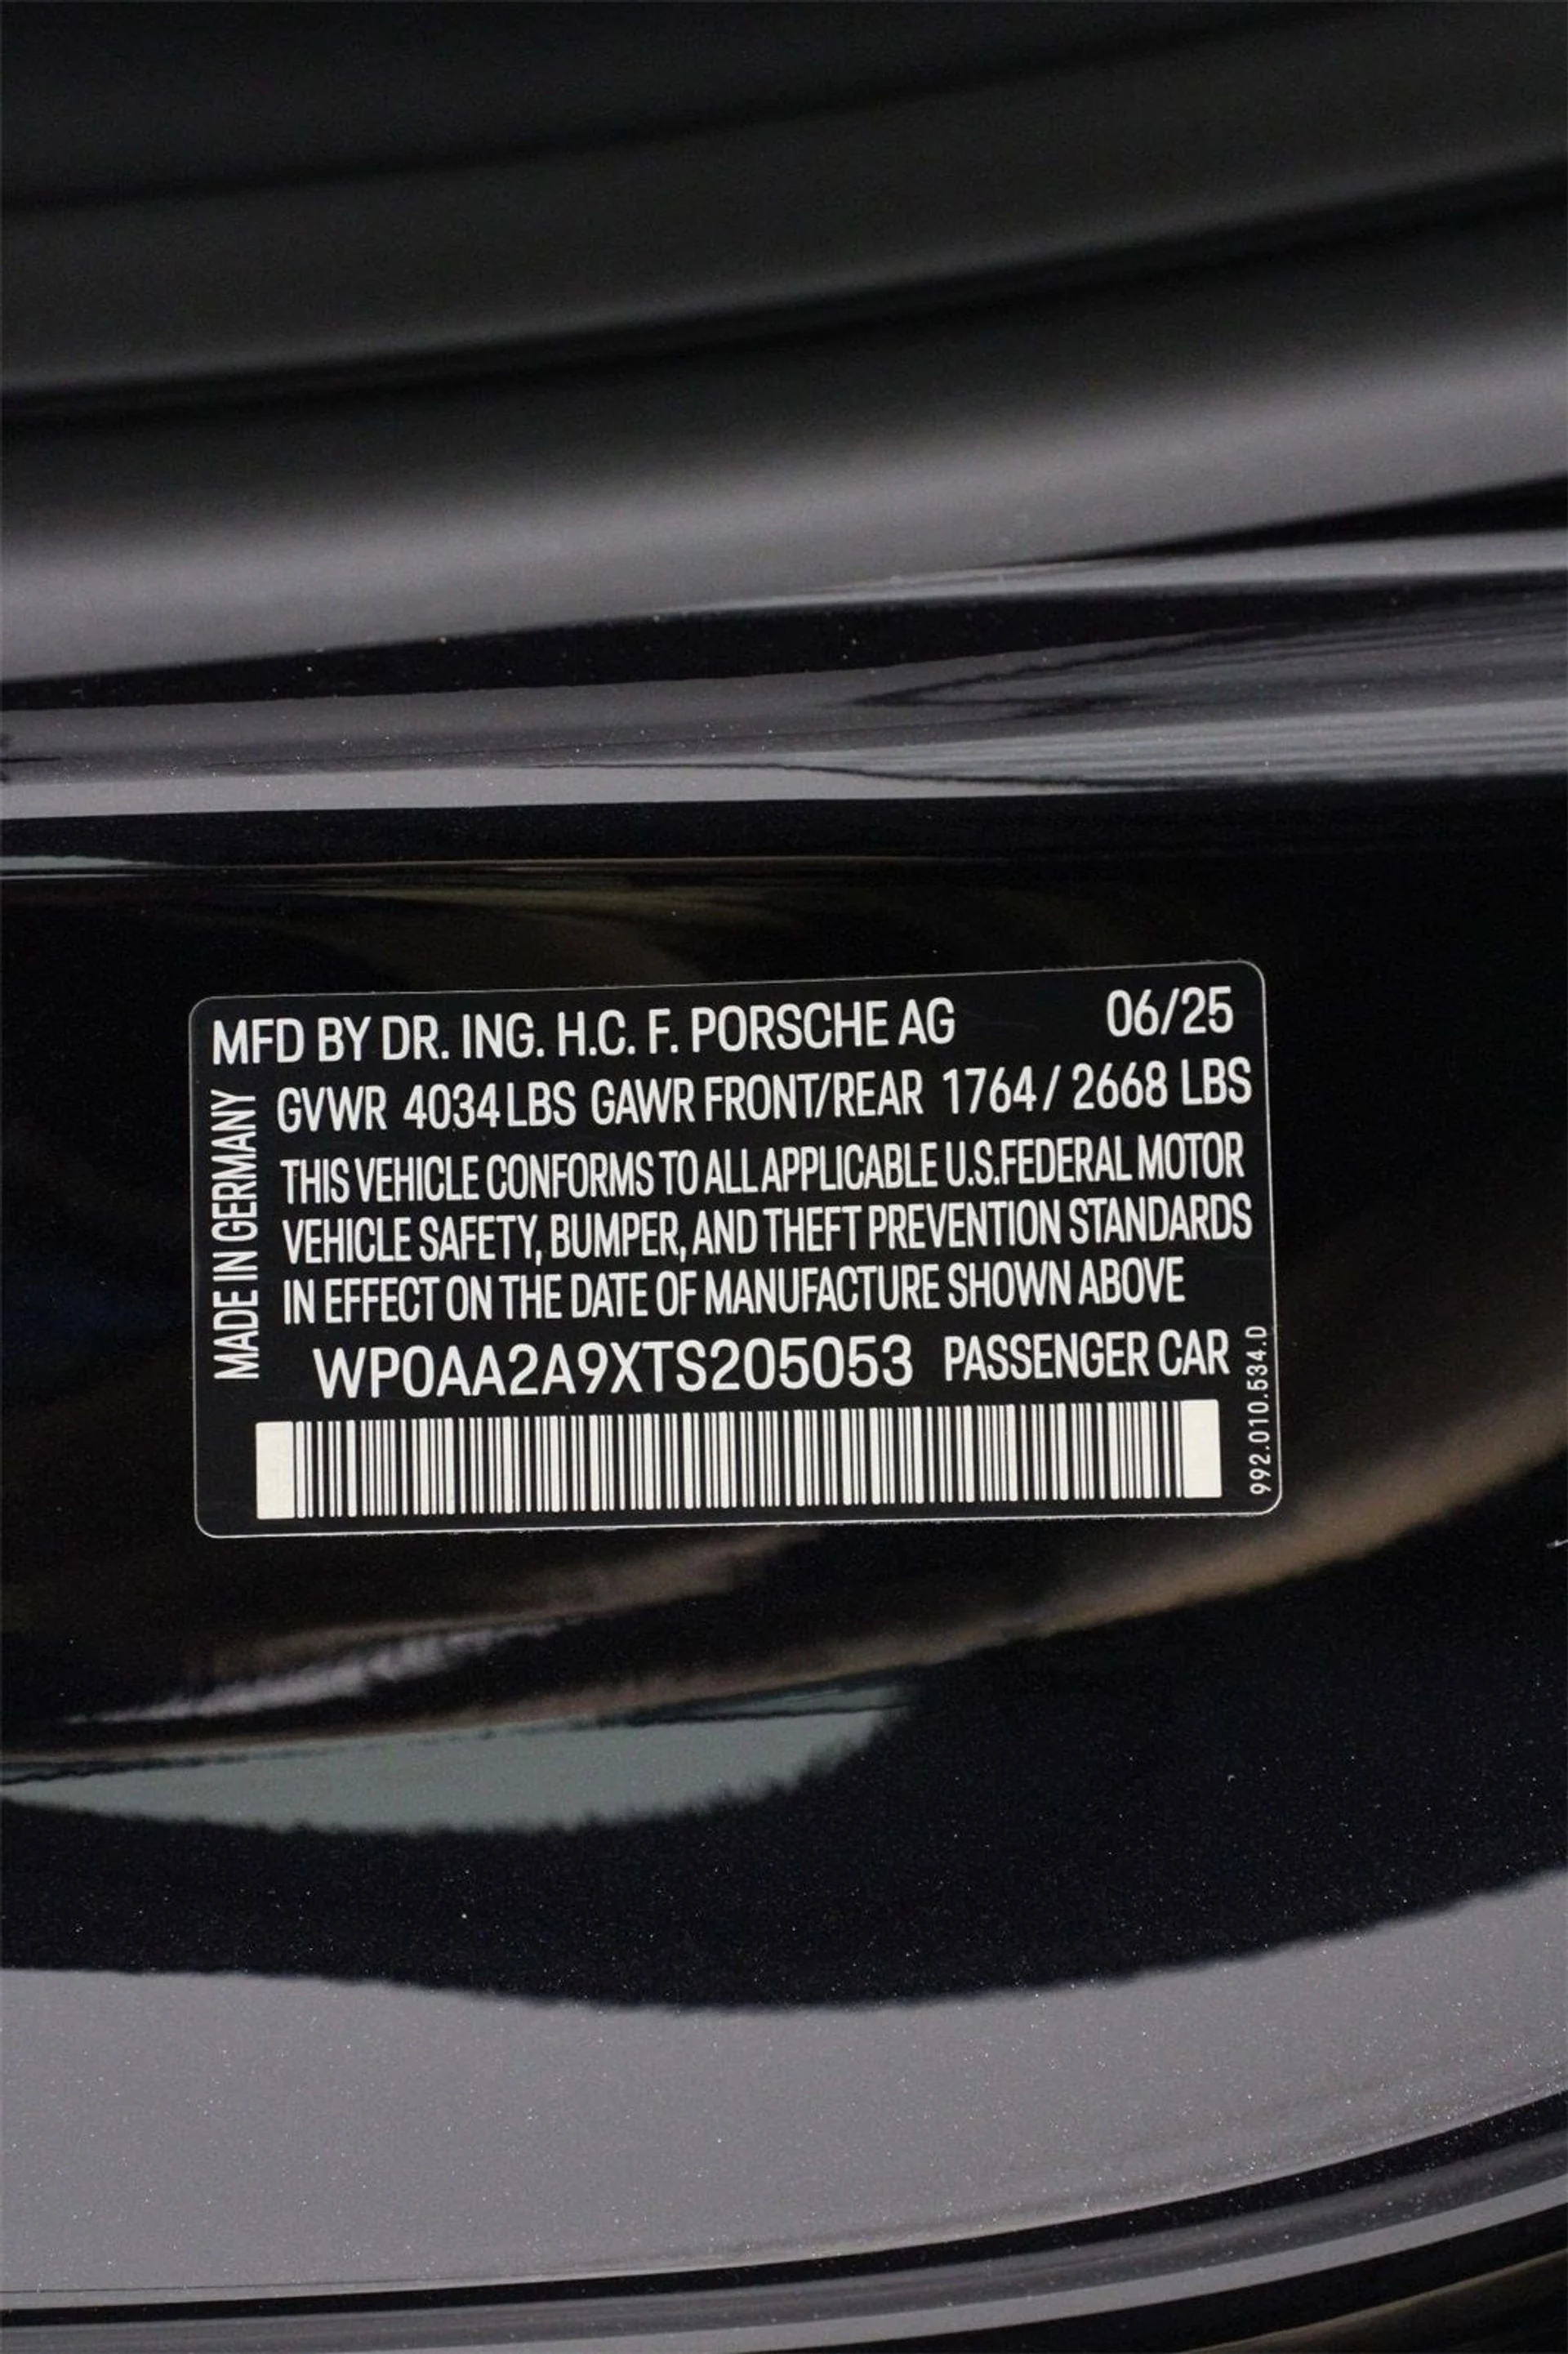 MFD BY DR. ING. H.C. F. PORSCHE AG 06/25
GVWR 4034 LBS GAWR FRONT/REAR 1764 / 2668 LBS
THIS VEHICLE CONFORMS TO ALL APPLICABLE U.S.FEDERAL MOTOR
VEHICLE SAFETY, BUMPER, AND THEFT PREVENTION STANDARDS
IN EFFECT ON THE DATE OF MANUFACTURE SHOWN ABOVE
WP0AA2A9XTS205053 PASSENGER CAR
MADE IN GERMANY
992.010.534.D